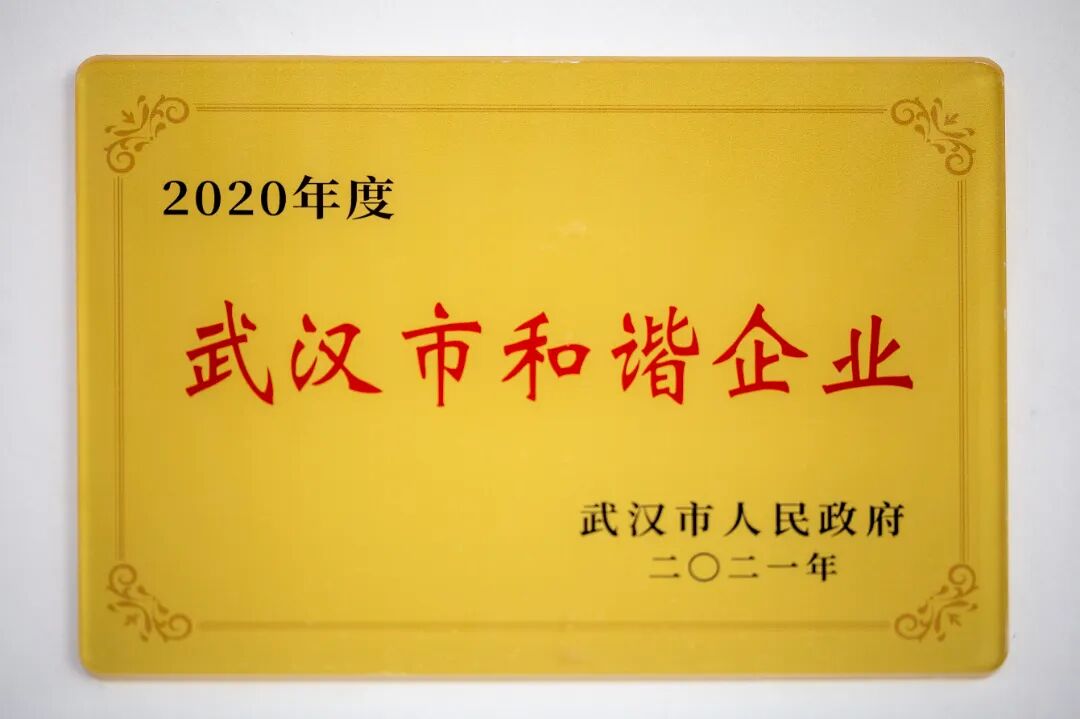 2020年度
武汉市和谐企业
武汉市人民政府
二〇二一年